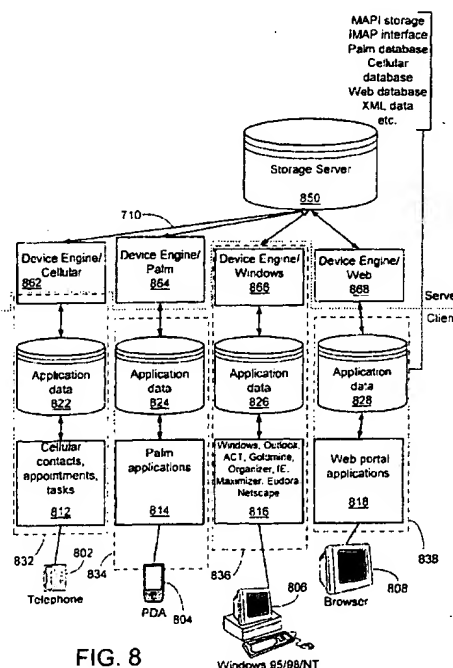 MAPI storage
IMAP interface
Palm database
Cellular
database
Web database
XML data
etc.
Storage Server
850
710
Device Engine/
Cellular
862
Device Engine/
Palm
864
Device Engine/
Windows
866
Device Engine/
Web
868
Server
Client
Application
data
822
Application
data
824
Application
data
826
Application
data
828
Cellular
contacts,
appointments,
tasks
812
Palm
applications
814
Windows, Outlook,
ACT, Goldmine,
Organizer, IE.
Maximizer, Eudora
Netscape
816
Web portal
applications
818
832
802
834
836
838
Telephone
PDA
804
806
Browser
808
FIG. 8
Windows 95/98/NT